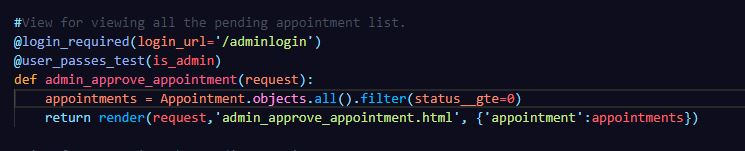 #View for viewing all the pending appointment list.
@login_required(login_url='/adminlogin')
@user_passes_test(is_admin)
def admin_approve_appointment(request):
    appointments = Appointment.objects.all().filter(status__gte=0)
    return render(request,'admin_approve_appointment.html', {'appointment':appointments})